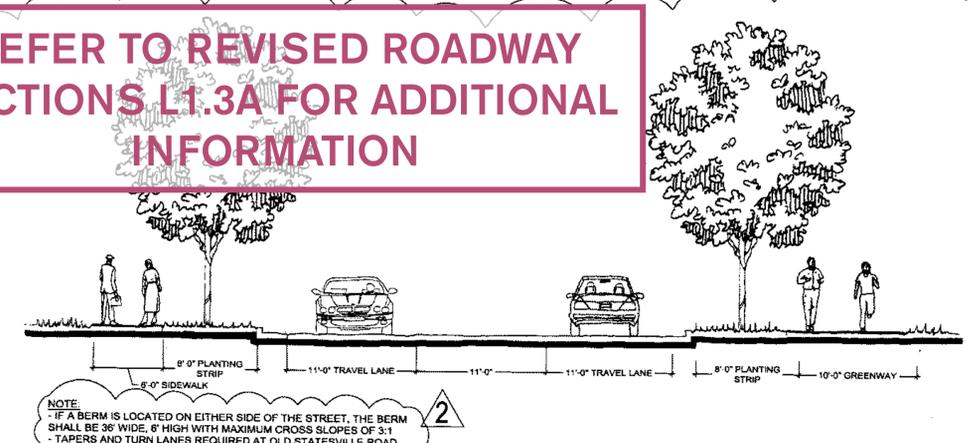 EFER TO REVISED ROADWAY
CTIONS L1.3A FOR ADDITIONAL
INFORMATION
8'-0" PLANTING
STRIP
6'-0" SIDEWALK
11'-0" TRAVEL LANE
11'-0"
11'-0" TRAVEL LANE
8'-0" PLANTING
STRIP
10'-0" GREENWAY
NOTE:
- IF A BERM IS LOCATED ON EITHER SIDE OF THE STREET, THE BERM
SHALL BE 36' WIDE, 6' HIGH WITH MAXIMUM CROSS SLOPES OF 3:1
- TAPERS AND TURN LANES REQUIRED AT OLD STATESVILLE ROAD
2